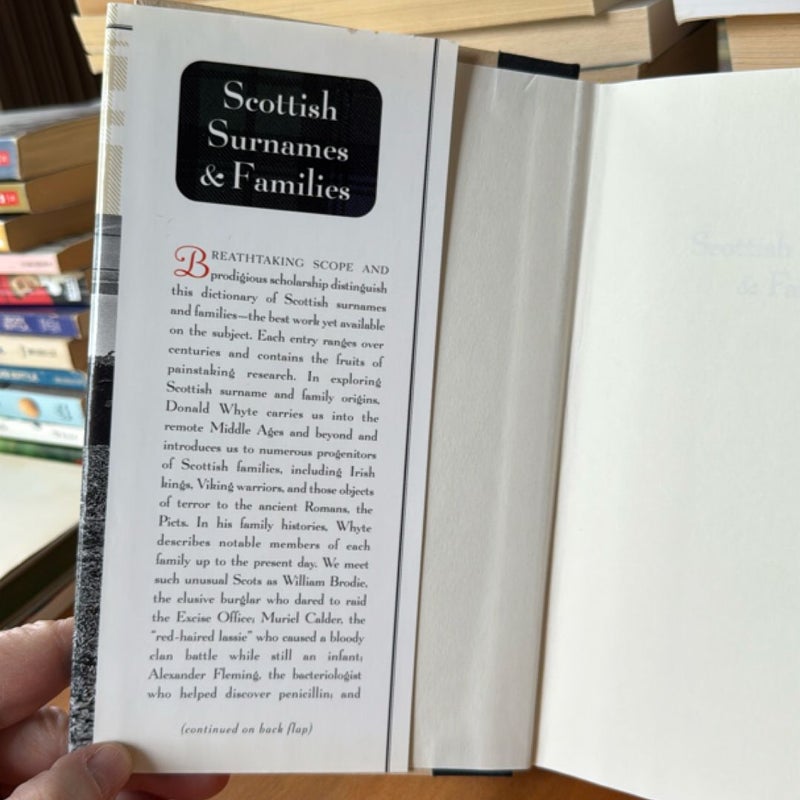 Scottish
Surnames
& Families
BREATHTAKING SCOPE AND
prodigious scholarship distinguish
this dictionary of Scottish surnames
and families—the best work yet available
on the subject. Each entry ranges over
centuries and contains the fruits of
painstaking research. In exploring
Scottish surname and family origins,
Donald Whyte carries us into the
remote Middle Ages and beyond and
introduces us to numerous progenitors
of Scottish families, including Irish
kings, Viking warriors, and those objects
of terror to the ancient Romans, the
Picts. In his family histories, Whyte
describes notable members of each
family up to the present day. We meet
such unusual Scots as William Brodie,
the elusive burglar who dared to raid
the Excise Office; Muriel Calder, the
"red-haired lassie" who caused a bloody
clan battle while still an infant;
Alexander Fleming, the bacteriologist
who helped discover penicillin; and
(continued on back flap)
Scottish
& Fa